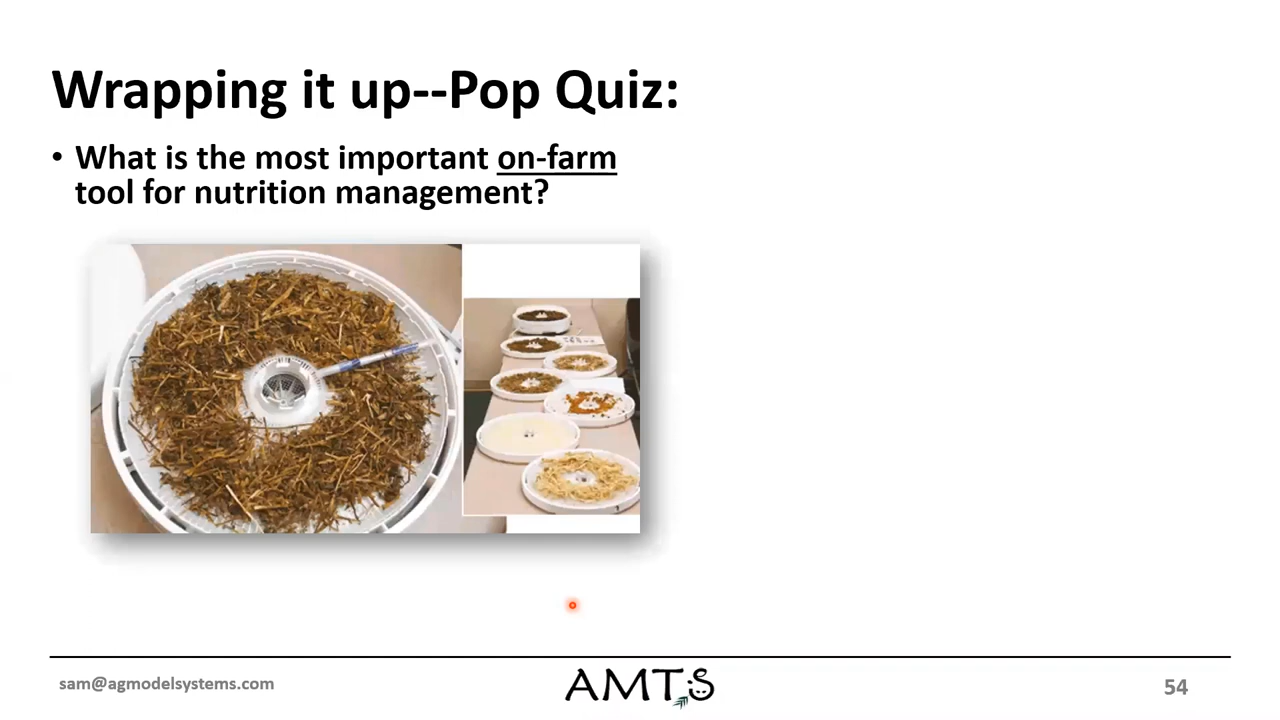 Wrapping it up--Pop Quiz:
• What is the most important on-farm
tool for nutrition management?
sam@agmodelsystems.com
AMTS
54